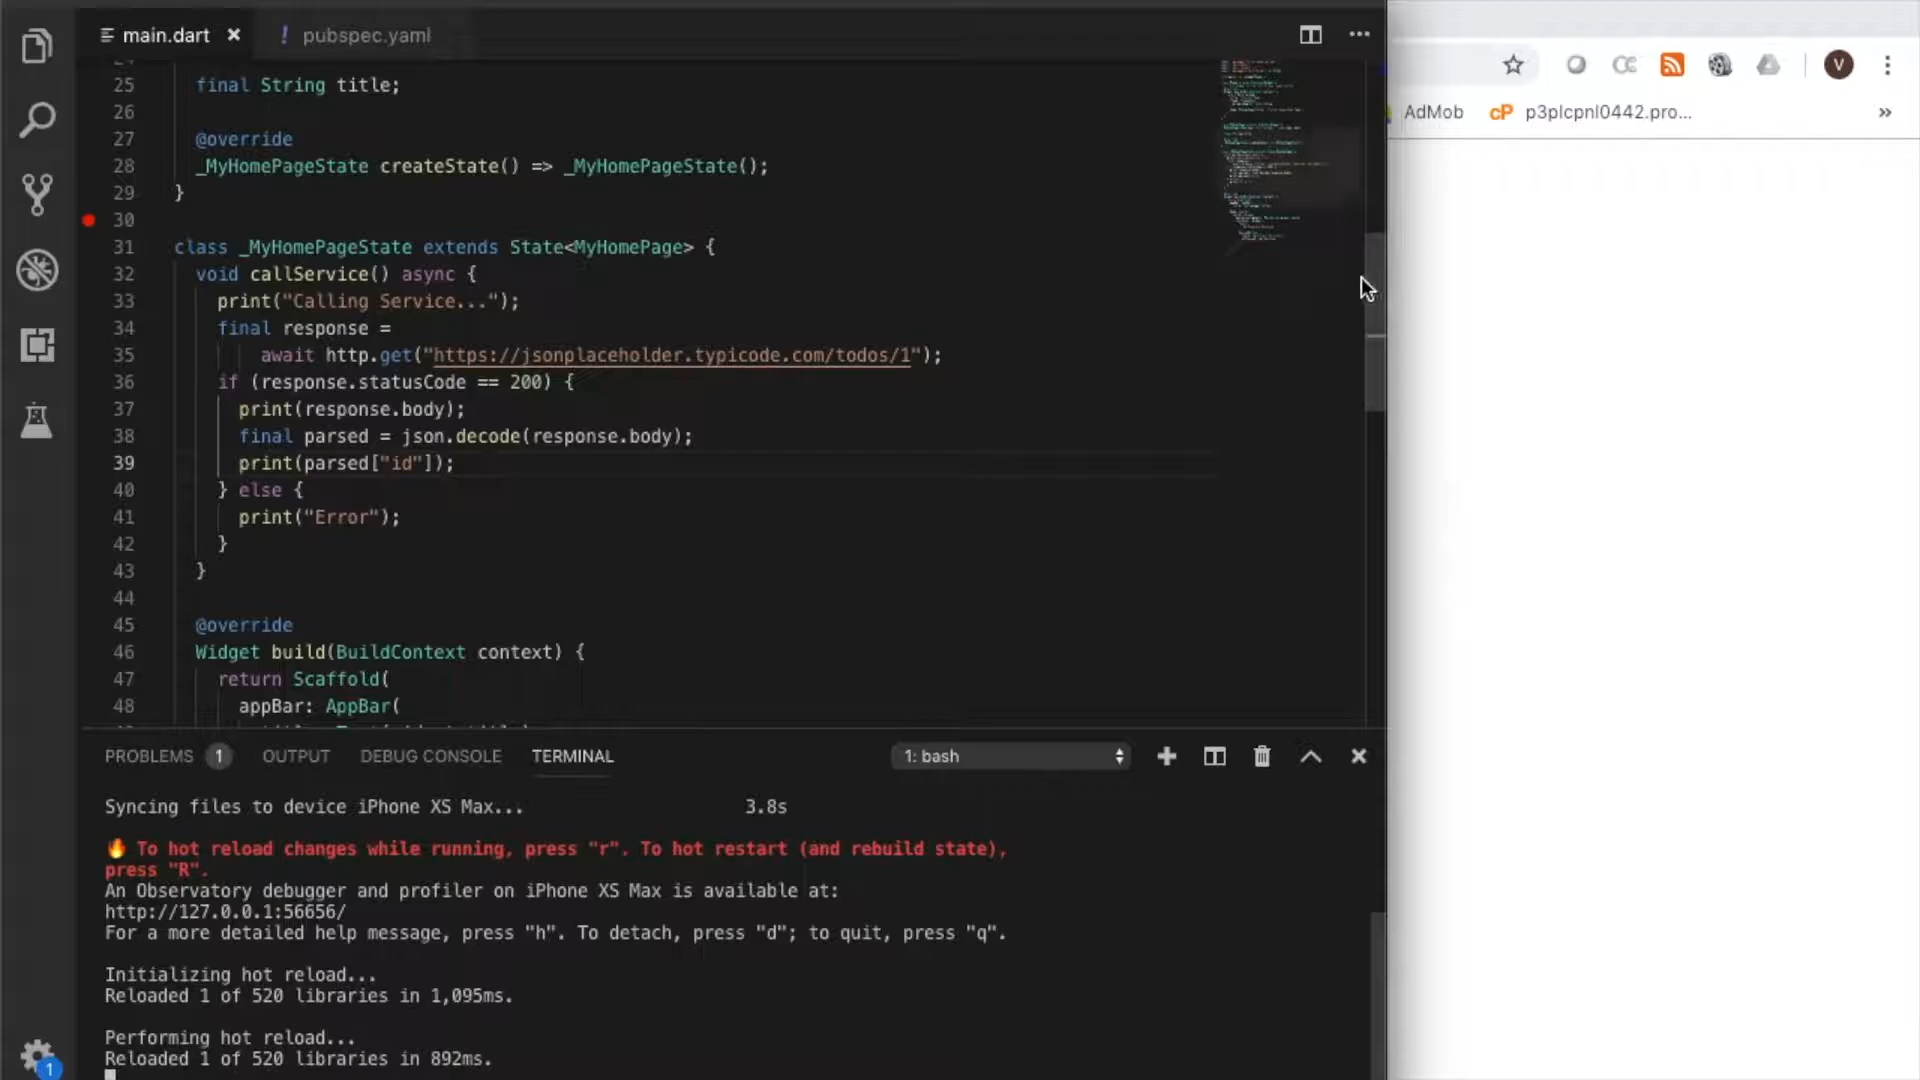 main.dart
! pubspec.yaml
25 final String title;
26
27 @override
28 _MyHomePageState createState() => _MyHomePageState();
29 }
30
31 class _MyHomePageState extends State<MyHomePage> {
32 void callService() async {
33 print("Calling Service...");
34 final response =
35 await http.get("https://jsonplaceholder.typicode.com/todos/1");
36 if (response.statusCode == 200) {
37 print(response.body);
38 final parsed = json.decode(response.body);
39 print(parsed["id"]);
40 } else {
41 print("Error");
42 }
43 }
44
45 @override
46 Widget build(BuildContext context) {
47 return Scaffold(
48 appBar: AppBar(
V
AdMob
cP p3plcpnl0442.pro...
»
PROBLEMS 1 OUTPUT DEBUG CONSOLE TERMINAL
1: bash
Syncing files to device iPhone XS Max... 3.8s
🔥 To hot reload changes while running, press "r". To hot restart (and rebuild state),
press "R".
An Observatory debugger and profiler on iPhone XS Max is available at:
http://127.0.0.1:56656/
For a more detailed help message, press "h". To detach, press "d"; to quit, press "q".
Initializing hot reload...
Reloaded 1 of 520 libraries in 1,095ms.
Performing hot reload...
Reloaded 1 of 520 libraries in 892ms.
1